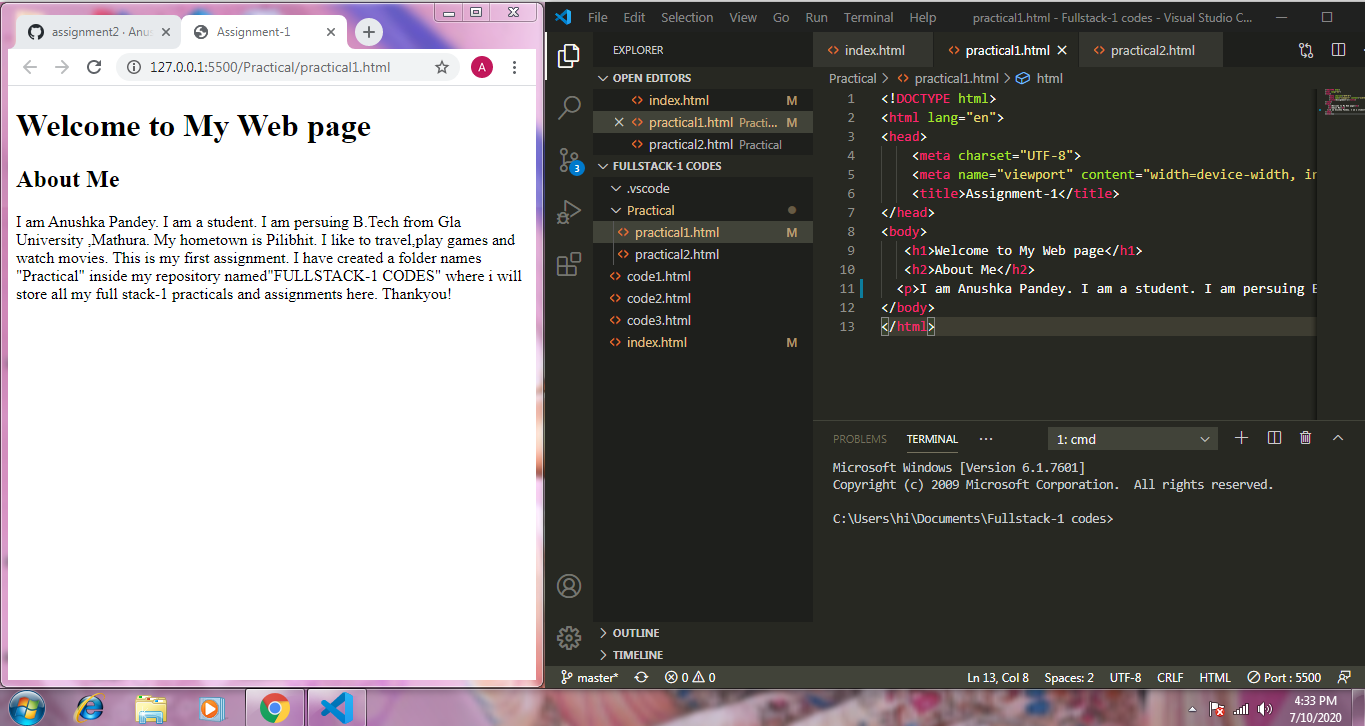 assignment2 · Anus
Assignment-1
127.0.0.1:5500/Practical/practical1.html
A
Welcome to My Web page
About Me
I am Anushka Pandey. I am a student. I am persuing B.Tech from Gla
University ,Mathura. My hometown is Pilibhit. I like to travel,play games and
watch movies. This is my first assignment. I have created a folder names
"Practical" inside my repository named"FULLSTACK-1 CODES" where i will
store all my full stack-1 practicals and assignments here. Thankyou!
File Edit Selection View Go Run Terminal Help practical1.html - Fullstack-1 codes - Visual Studio C...
EXPLORER
OPEN EDITORS
index.html M
practical1.html Practi... M
practical2.html Practical
FULLSTACK-1 CODES
.vscode
Practical
practical1.html M
practical2.html
code1.html
code2.html
code3.html
index.html M
OUTLINE
TIMELINE
3
index.html practical1.html practical2.html
Practical > practical1.html > html
1 <!DOCTYPE html>
2 <html lang="en">
3 <head>
4 <meta charset="UTF-8">
5 <meta name="viewport" content="width=device-width, in
6 <title>Assignment-1</title>
7 </head>
8 <body>
9 <h1>Welcome to My Web page</h1>
10 <h2>About Me</h2>
11 <p>I am Anushka Pandey. I am a student. I am persuing B
12 </body>
13 </html>
PROBLEMS TERMINAL ... 1: cmd
Microsoft Windows [Version 6.1.7601]
Copyright (c) 2009 Microsoft Corporation. All rights reserved.
C:\Users\hi\Documents\Fullstack-1 codes>
master* 0 0 Ln 13, Col 8 Spaces: 2 UTF-8 CRLF HTML Port : 5500
4:33 PM
7/10/2020